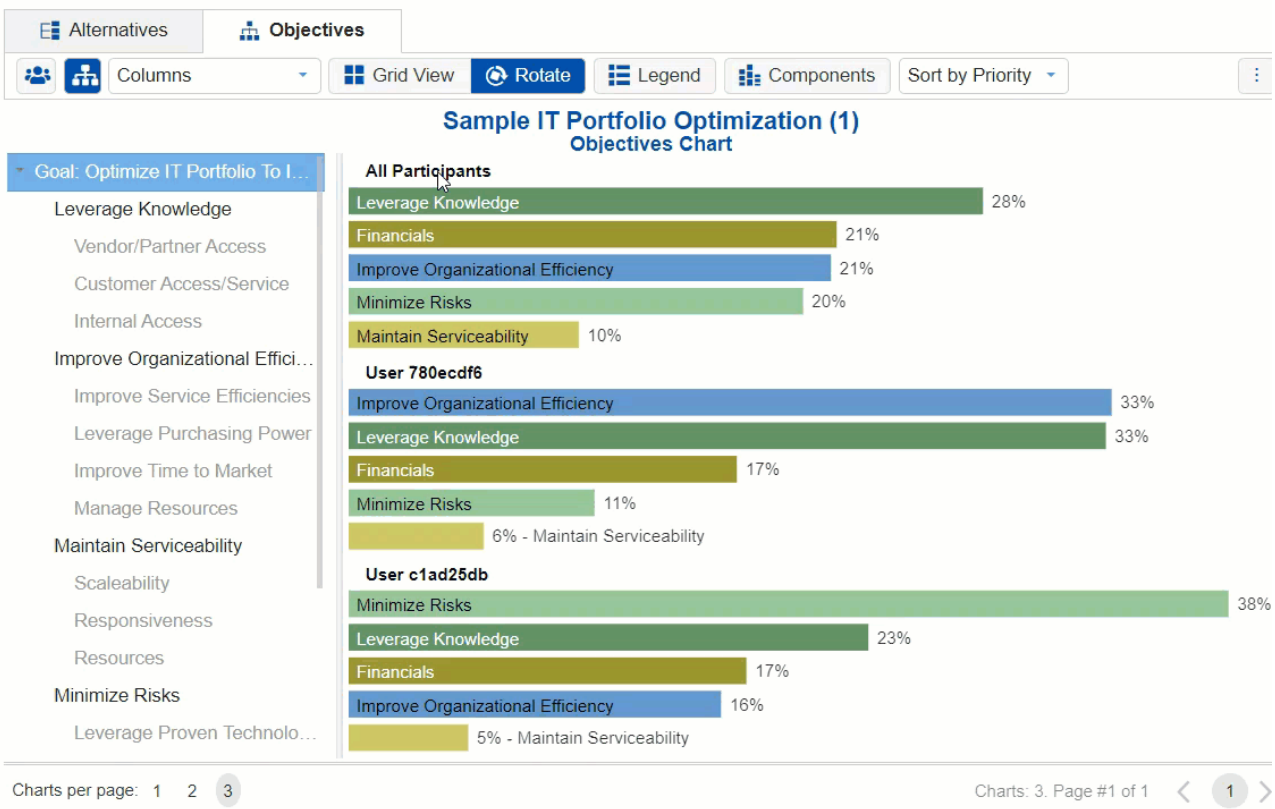 Alternatives
Objectives
Columns
Grid View
Rotate
Legend
Components
Sort by Priority
Sample IT Portfolio Optimization (1)
Objectives Chart
Goal: Optimize IT Portfolio To I...
Leverage Knowledge
Vendor/Partner Access
Customer Access/Service
Internal Access
Improve Organizational Effici...
Improve Service Efficiencies
Leverage Purchasing Power
Improve Time to Market
Manage Resources
Maintain Serviceability
Scaleability
Responsiveness
Resources
Minimize Risks
Leverage Proven Technolo...
All Participants
Leverage Knowledge 28%
Financials 21%
Improve Organizational Efficiency 21%
Minimize Risks 20%
Maintain Serviceability 10%
User 780ecdf6
Improve Organizational Efficiency 33%
Leverage Knowledge 33%
Financials 17%
Minimize Risks 11%
6% - Maintain Serviceability
User c1ad25db
Minimize Risks 38%
Leverage Knowledge 23%
Financials 17%
Improve Organizational Efficiency 16%
5% - Maintain Serviceability
Charts per page: 1 2 3
Charts: 3. Page #1 of 1
1